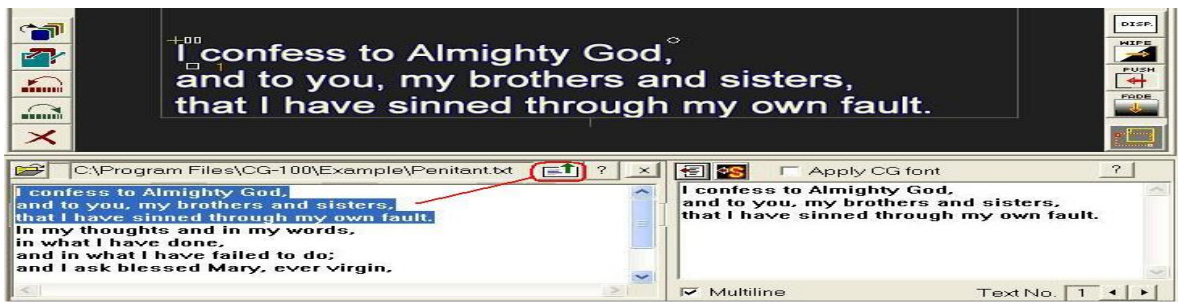 DISP.
I confess to Almighty God,
and to you, my brothers and sisters,
that I have sinned through my own fault.
1
WIPE
PUSH
FADE
C:\Program Files\CG-100\Example\Penitant.txt ? ×
I confess to Almighty God,
and to you, my brothers and sisters,
that I have sinned through my own fault.
In my thoughts and in my words,
in what I have done,
and in what I have failed to do;
and I ask blessed Mary, ever virgin,
Apply CG font ?
I confess to Almighty God,
and to you, my brothers and sisters,
that I have sinned through my own fault.
Multiline Text No. 1